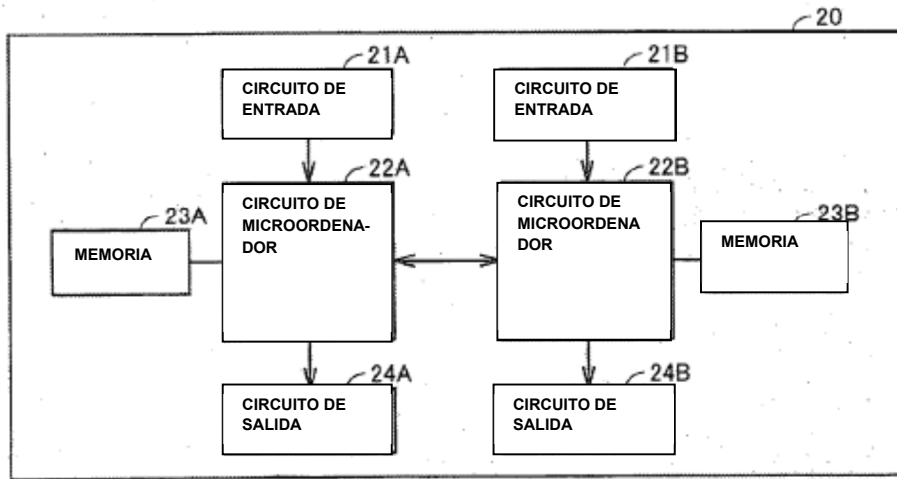 20
21A
21B
CIRCUITO DE
ENTRADA
CIRCUITO DE
ENTRADA
22A
22B
23A
CIRCUITO DE
MICROORDENA-
DOR
CIRCUITO DE
MICROORDENA
DOR
23B
MEMORIA
MEMORIA
24A
24B
CIRCUITO DE
SALIDA
CIRCUITO DE
SALIDA